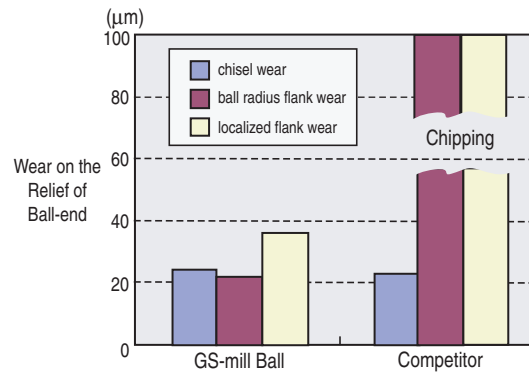 (μm)
100
80
60
40
20
0
Wear on the
Relief of
Ball-end
chisel wear
ball radius flank wear
localized flank wear
Chipping
GS-mill Ball
Competitor